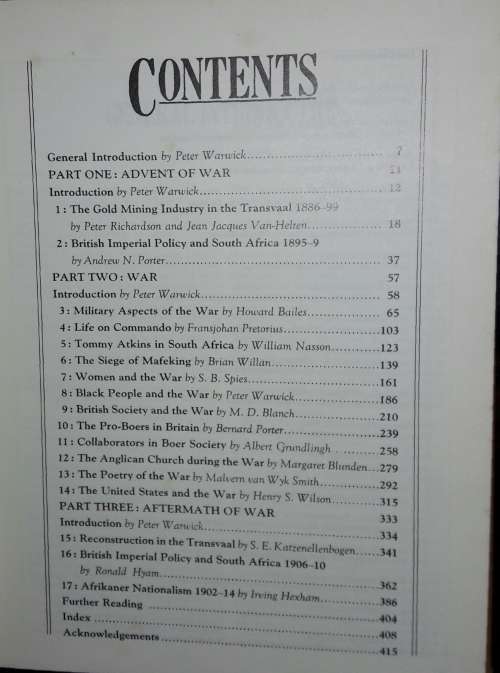 CONTENTS
General Introduction by Peter Warwick................................ 7
PART ONE: ADVENT OF WAR 11
Introduction by Peter Warwick........................................... 12
1: The Gold Mining Industry in the Transvaal 1886–99
by Peter Richardson and Jean Jacques Van-Helten.................. 18
2: British Imperial Policy and South Africa 1895–9
by Andrew N. Porter................................................... 37
PART TWO: WAR 57
Introduction by Peter Warwick........................................... 58
3: Military Aspects of the War by Howard Bailes................. 65
4: Life on Commando by Fransjohan Pretorius......................103
5: Tommy Atkins in South Africa by William Nasson............123
6: The Siege of Mafeking by Brian Willan..........................139
7: Women and the War by S. B. Spies...............................161
8: Black People and the War by Peter Warwick....................186
9: British Society and the War by M. D. Blanch...................210
10: The Pro-Boers in Britain by Bernard Porter....................239
11: Collaborators in Boer Society by Albert Grundlingh...........258
12: The Anglican Church during the War by Margaret Blunden...279
13: The Poetry of the War by Malvern van Wyk Smith............292
14: The United States and the War by Henry S. Wilson...........315
PART THREE: AFTERMATH OF WAR 333
Introduction by Peter Warwick..........................................334
15: Reconstruction in the Transvaal by S. E. Katzenellenbogen.....341
16: British Imperial Policy and South Africa 1906–10
by Ronald Hyam......................................................362
17: Afrikaner Nationalism 1902–14 by Irving Hexham.............386
Further Reading .......................................................404
Index ....................................................................408
Acknowledgements.....................................................415